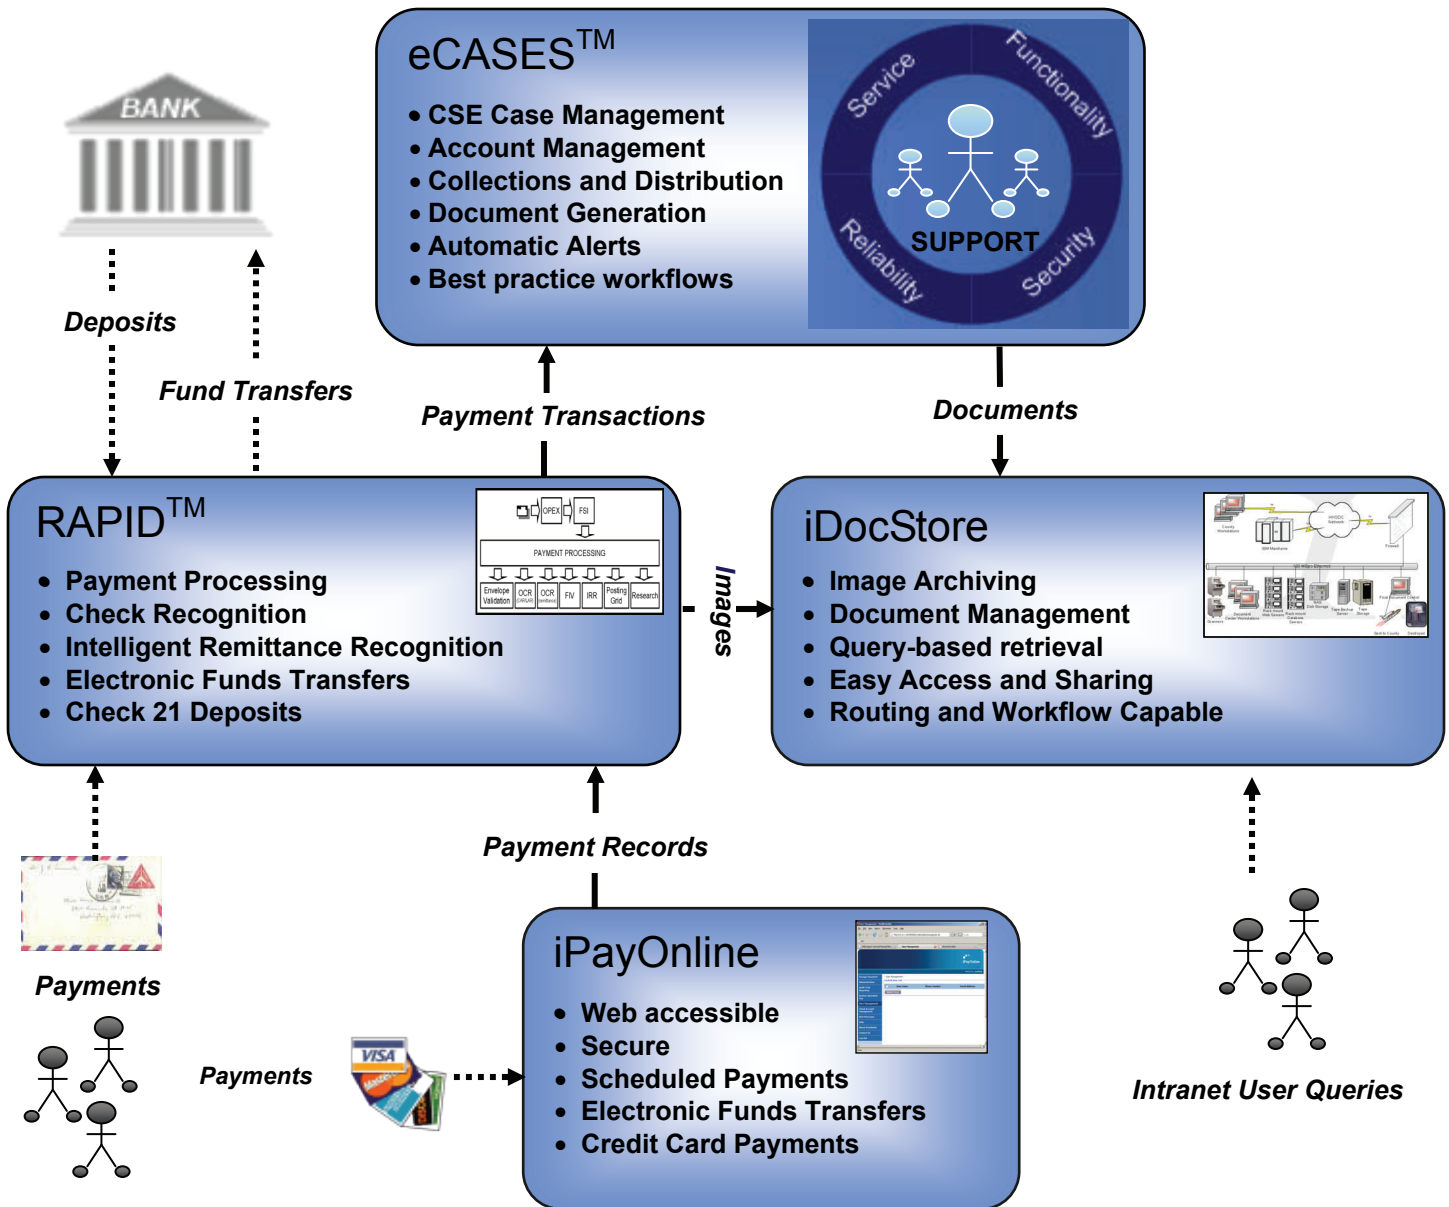 eCASES™
• CSE Case Management
• Account Management
• Collections and Distribution
• Document Generation
• Automatic Alerts
• Best practice workflows
Service
Functionality
Reliability
Security
SUPPORT
BANK
Deposits
Fund Transfers
Payment Transactions
Documents
RAPID™
• Payment Processing
• Check Recognition
• Intelligent Remittance Recognition
• Electronic Funds Transfers
• Check 21 Deposits
OPEX
FSI
PAYMENT PROCESSING
Envelope Validation
OCR
OCR
FIV
IRR
Posting Grid
Research
Images
iDocStore
• Image Archiving
• Document Management
• Query-based retrieval
• Easy Access and Sharing
• Routing and Workflow Capable
Network
Firewall
Payment Records
Payments
iPayOnline
• Web accessible
• Secure
• Scheduled Payments
• Electronic Funds Transfers
• Credit Card Payments
Payments
VISA
Intranet User Queries